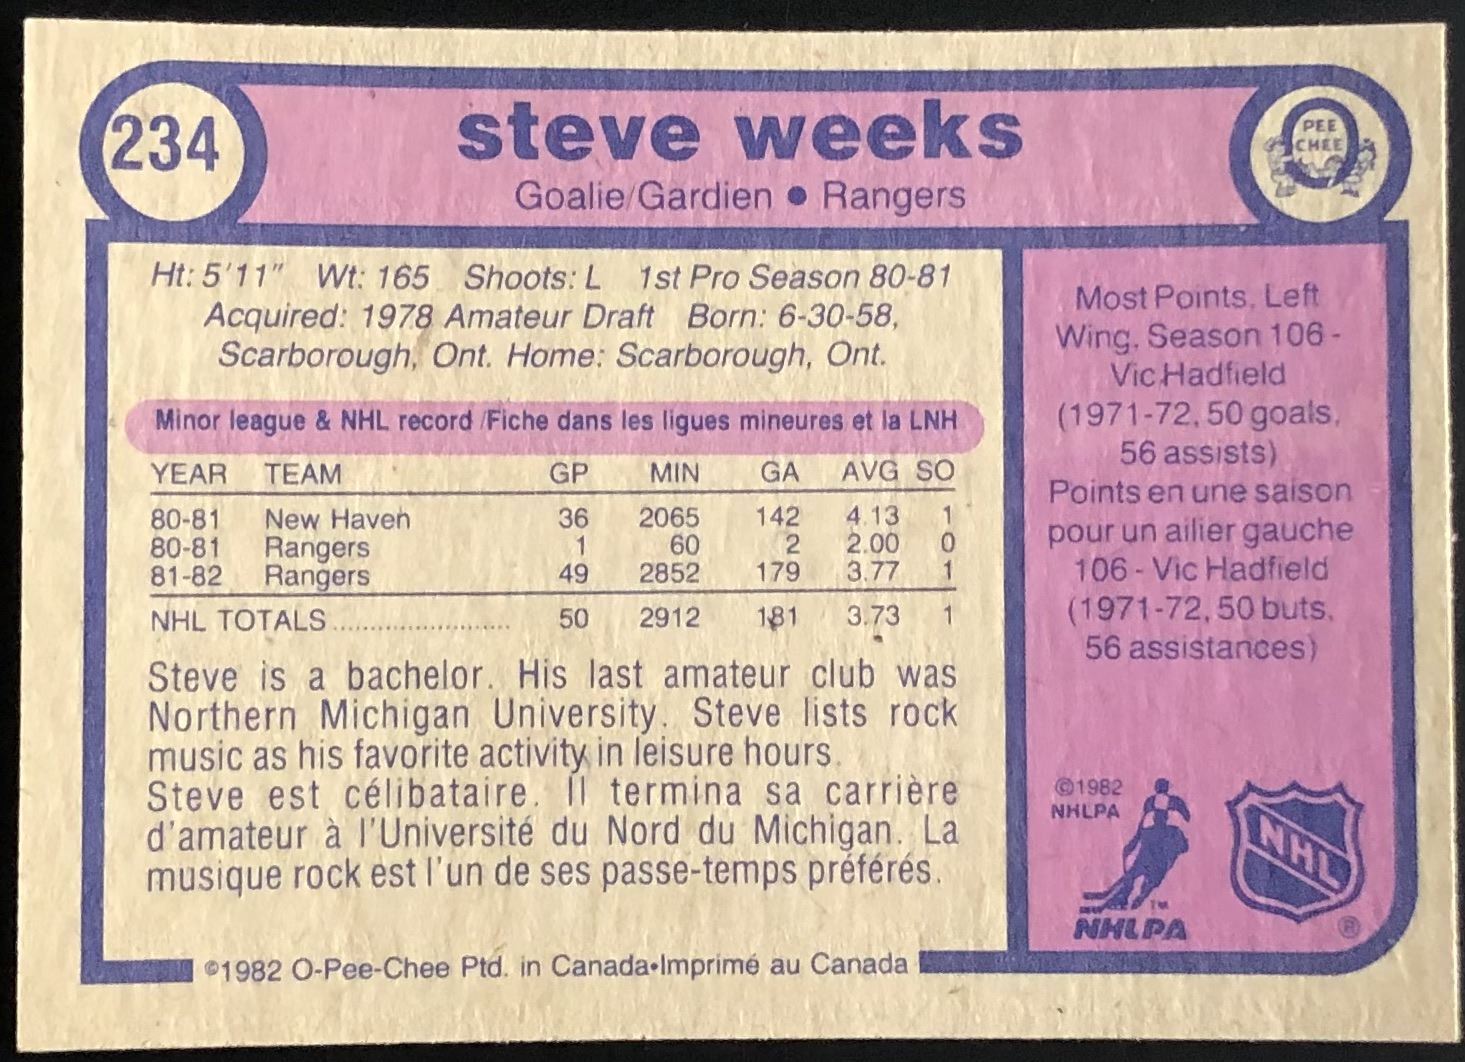 234
steve weeks
PEE
CHEE
Goalie/Gardien • Rangers
Ht: 5'11" Wt: 165 Shoots: L 1st Pro Season 80-81
Acquired: 1978 Amateur Draft Born: 6-30-58,
Scarborough, Ont. Home: Scarborough, Ont.
Minor league & NHL record /Fiche dans les ligues mineures et la LNH
YEAR TEAM GP MIN GA AVG SO
80-81 New Haven 36 2065 142 4.13 1
80-81 Rangers 1 60 2 2.00 0
81-82 Rangers 49 2852 179 3.77 1
NHL TOTALS ........................ 50 2912 181 3.73 1
Steve is a bachelor. His last amateur club was
Northern Michigan University. Steve lists rock
music as his favorite activity in leisure hours.
Steve est célibataire. Il termina sa carrière
d'amateur à l'Université du Nord du Michigan. La
musique rock est l'un de ses passe-temps préférés.
Most Points, Left
Wing, Season 106 -
Vic Hadfield
(1971-72, 50 goals,
56 assists)
Points en une saison
pour un ailier gauche
106 - Vic Hadfield
(1971-72, 50 buts,
56 assistances)
©1982
NHLPA
TM
NHLPA
NHL
®
©1982 O-Pee-Chee Ptd. in Canada•Imprimé au Canada